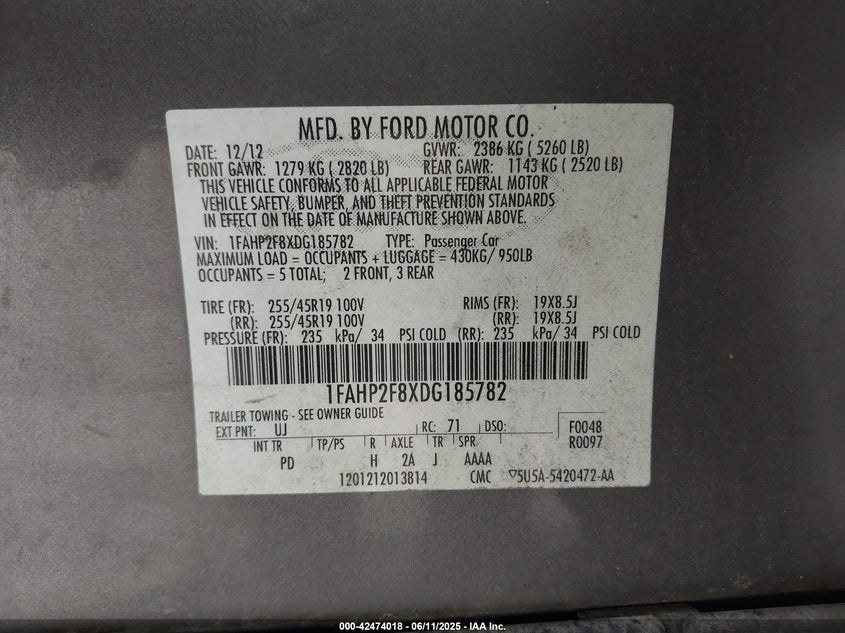 MFD. BY FORD MOTOR CO.
DATE: 12/12 GVWR: 2386 KG ( 5260 LB)
FRONT GAWR: 1279 KG ( 2820 LB) REAR GAWR: 1143 KG ( 2520 LB)
THIS VEHICLE CONFORMS TO ALL APPLICABLE FEDERAL MOTOR
VEHICLE SAFETY, BUMPER, AND THEFT PREVENTION STANDARDS
IN EFFECT ON THE DATE OF MANUFACTURE SHOWN ABOVE.
VIN: 1FAHP2F8XDG185782 TYPE: Passenger Car
MAXIMUM LOAD = OCCUPANTS + LUGGAGE = 430KG/ 950LB
OCCUPANTS = 5 TOTAL; 2 FRONT, 3 REAR
TIRE (FR): 255/45R19 100V RIMS (FR): 19X8.5J
(RR): 255/45R19 100V (RR): 19X8.5J
PRESSURE (FR): 235 kPa/ 34 PSI COLD (RR): 235 kPa/ 34 PSI COLD
1FAHP2F8XDG185782
TRAILER TOWING - SEE OWNER GUIDE
EXT PNT: UJ RC: 71 DSO: F0048
INT TR TP/PS R AXLE TR SPR R0097
PD H 2A J AAAA
1201212013814 CMC ▽5U5A-5420472-AA
000-42474018 - 06/11/2025 - IAA Inc.